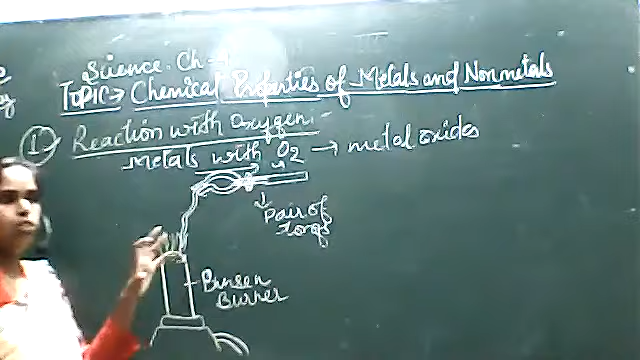 Science. Ch-4
TOPIC → Chemical Properties of Metals and Nonmetals
1. Reaction with Oxygen:-
Metals with O2 → metal oxides
Pair of
Tongs
Bunsen
Burner